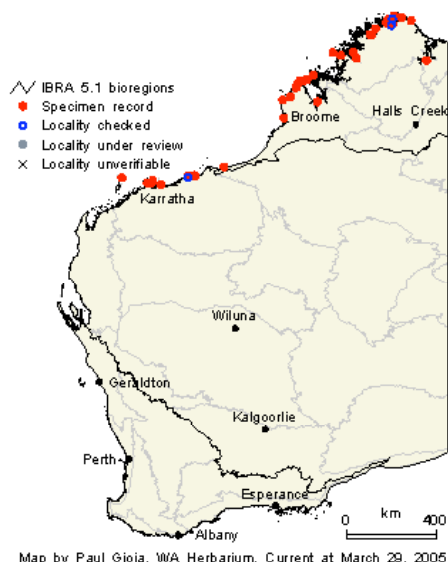 IBRA 5.1 bioregions
Specimen record
Locality checked
Locality under review
Locality unverifiable
Halls Creek
Broome
Karratha
Wiluna
Geraldton
Kalgoorlie
Perth
Esperance
Albany
km
0 400
Map by Paul Gioia, WA Herbarium. Current at March 29, 2005